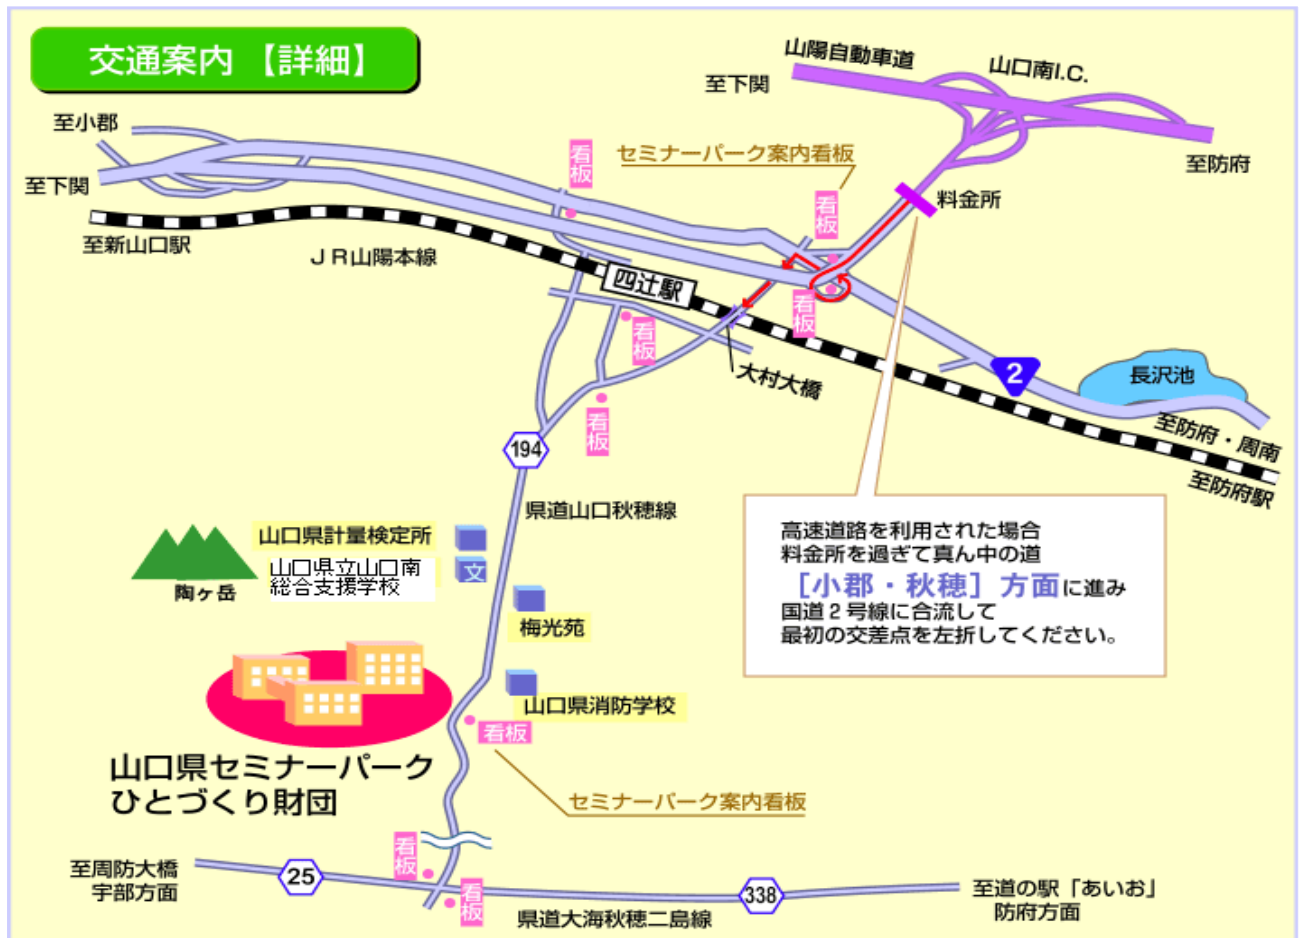 交通案内 【詳細】
山陽自動車道
山口南I.C.
至下関
至防府
至小郡
至下関
看板
セミナーパーク案内看板
看板
料金所
至新山口駅
JR山陽本線
四辻駅
看板
看板
大村大橋
2
長沢池
看板
至防府・周南
至防府駅
194
県道山口秋穂線
高速道路を利用された場合
料金所を過ぎて真ん中の道
[小郡・秋穂] 方面に進み
国道2号線に合流して
最初の交差点を左折してください。
山口県計量検定所
山口県立山口南
総合支援学校
文
陶ヶ岳
梅光苑
山口県消防学校
看板
山口県セミナーパーク
ひとづくり財団
セミナーパーク案内看板
看板
至周防大橋
宇部方面
25
看板
338
県道大海秋穂二島線
至道の駅「あいお」
防府方面